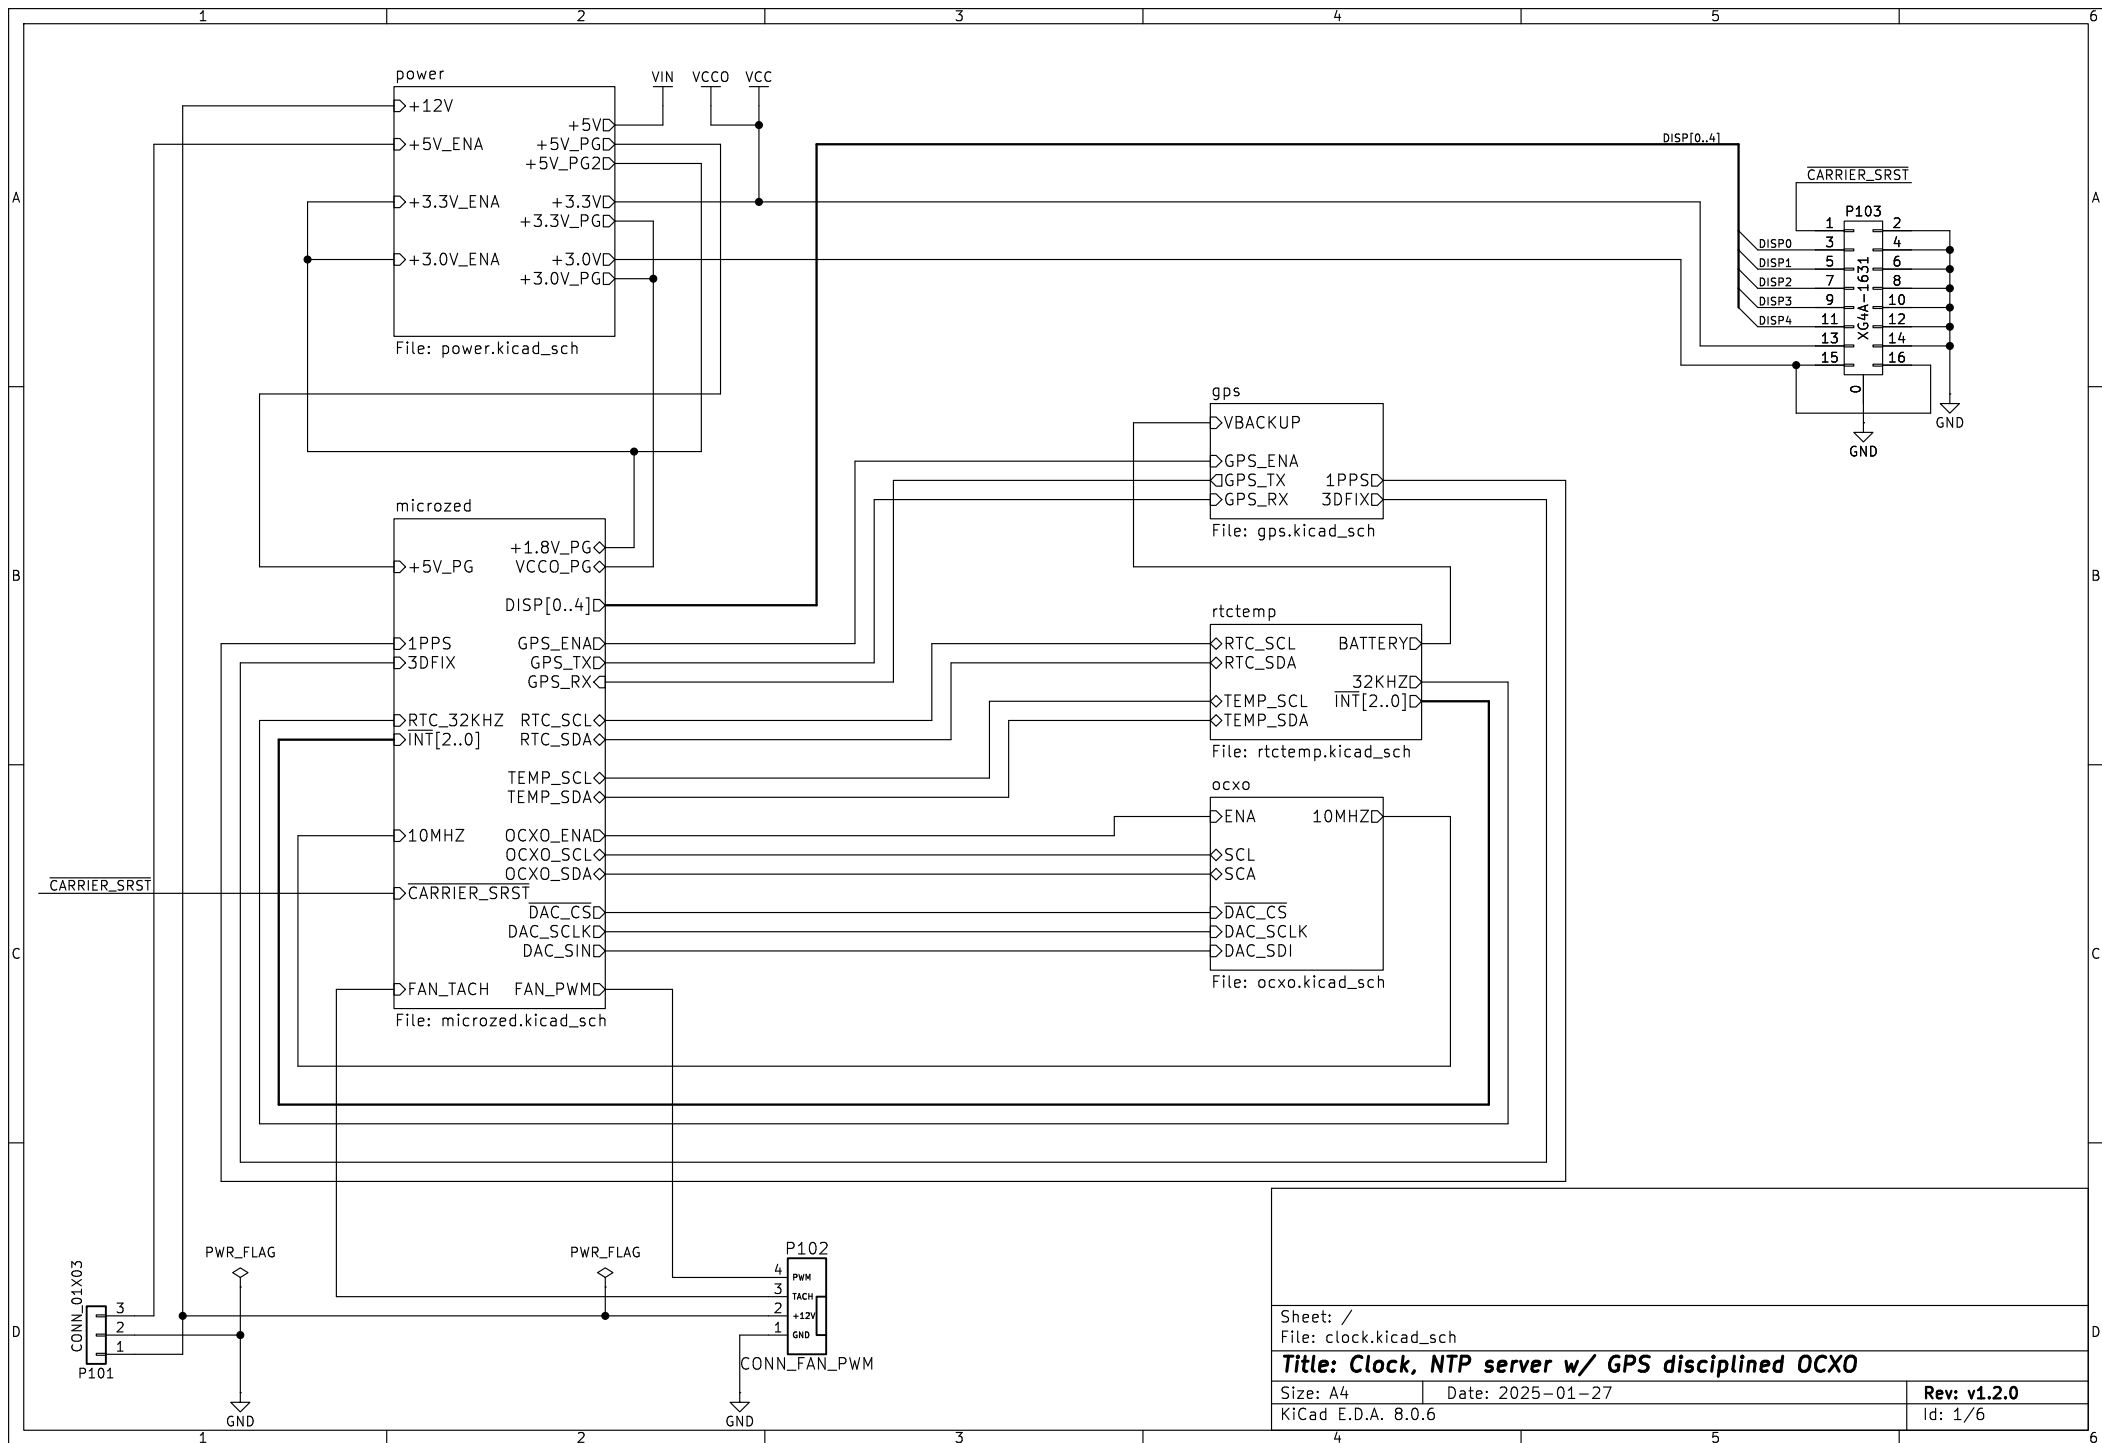 1 2 3 4 5 6
A
B
C
D
A
B
C
D
1 2 3 4 5 6
power
+12V
+5V_ENA
+3.3V_ENA
+3.0V_ENA
+5V
+5V_PG
+5V_PG2
+3.3V
+3.3V_PG
+3.0V
+3.0V_PG
File: power.kicad_sch
VIN
VCCO
VCC
DISP[0..4]
CARRIER_SRST
P103
XG4A-1631
1 2
DISP0 3 4
DISP1 5 6
DISP2 7 8
DISP3 9 10
DISP4 11 12
13 14
15 16
0
GND
GND
microzed
+5V_PG
1PPS
3DFIX
RTC_32KHZ
INT[2..0]
10MHZ
CARRIER_SRST
FAN_TACH
+1.8V_PG
VCCO_PG
DISP[0..4]
GPS_ENA
GPS_TX
GPS_RX
RTC_SCL
RTC_SDA
TEMP_SCL
TEMP_SDA
OCXO_ENA
OCXO_SCL
OCXO_SDA
DAC_CS
DAC_SCLK
DAC_SIN
FAN_PWM
File: microzed.kicad_sch
CARRIER_SRST
gps
VBACKUP
GPS_ENA
GPS_TX
GPS_RX
1PPS
3DFIX
File: gps.kicad_sch
rtctemp
RTC_SCL
RTC_SDA
TEMP_SCL
TEMP_SDA
BATTERY
32KHZ
INT[2..0]
File: rtctemp.kicad_sch
ocxo
ENA
SCL
SCA
DAC_CS
DAC_SCLK
DAC_SDI
10MHZ
File: ocxo.kicad_sch
CONN_01X03
3
2
1
P101
PWR_FLAG
GND
PWR_FLAG
P102
4 PWM
3 TACH
2 +12V
1 GND
CONN_FAN_PWM
GND
Sheet: /
File: clock.kicad_sch
Title: Clock, NTP server w/ GPS disciplined OCXO
Size: A4 Date: 2025-01-27 Rev: v1.2.0
KiCad E.D.A. 8.0.6 Id: 1/6